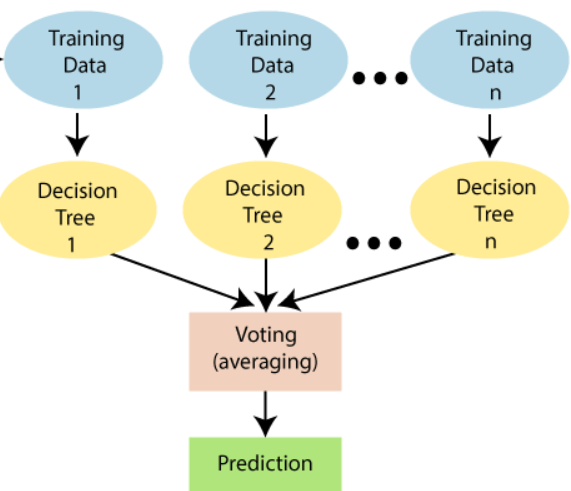 Training
Data
1
Training
Data
2
Training
Data
n
Decision
Tree
1
Decision
Tree
2
Decision
Tree
n
Voting
(averaging)
Prediction